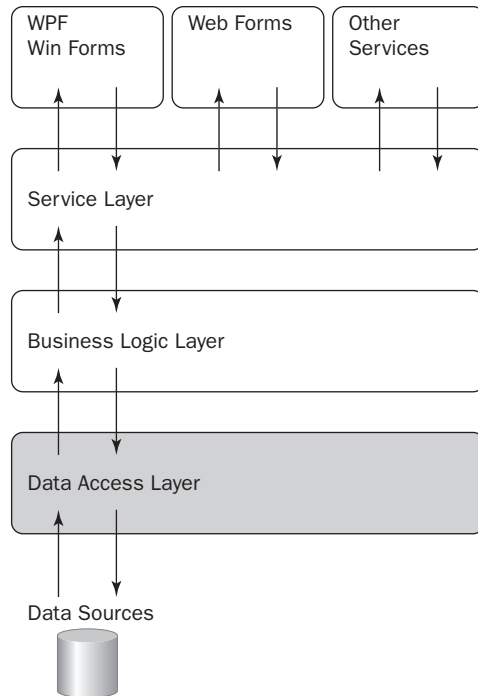 WPF
Win Forms
Web Forms
Other
Services
Service Layer
Business Logic Layer
Data Access Layer
Data Sources